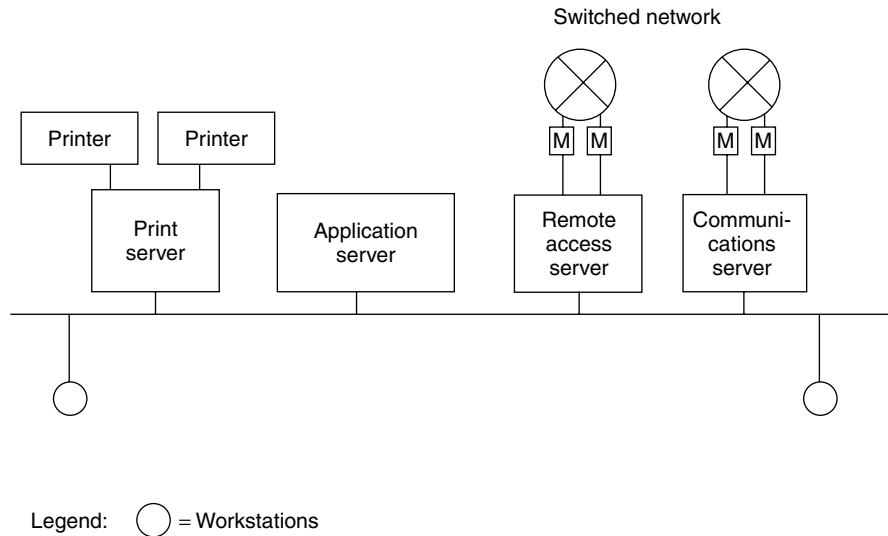 Switched network
Printer
Printer
M
M
M
M
Print
server
Application
server
Remote
access
server
Communi-
cations
server
Legend:
= Workstations